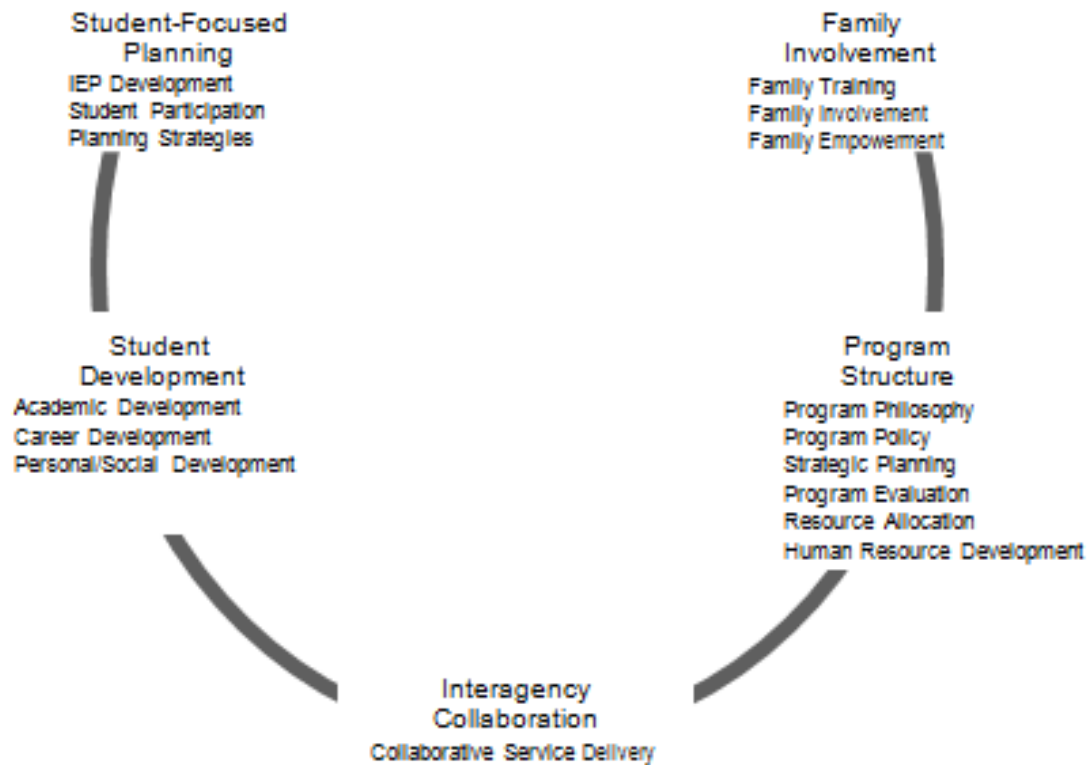 Student-Focused
Planning
IEP Development
Student Participation
Planning Strategies
Family
Involvement
Family Training
Family Involvement
Family Empowerment
Student
Development
Academic Development
Career Development
Personal/Social Development
Program
Structure
Program Philosophy
Program Policy
Strategic Planning
Program Evaluation
Resource Allocation
Human Resource Development
Interagency
Collaboration
Collaborative Service Delivery